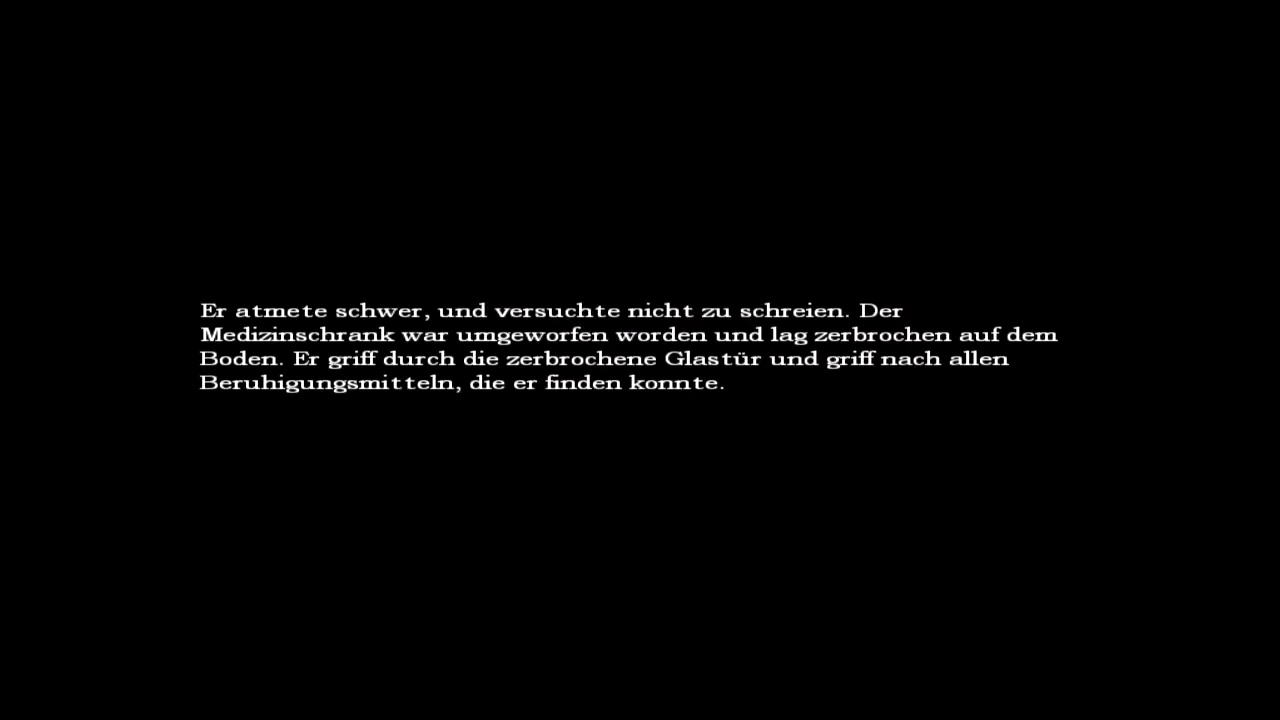 Er atmete schwer, und versuchte nicht zu schreien. Der
Medizinschrank war umgeworfen worden und lag zerbrochen auf dem
Boden. Er griff durch die zerbrochene Glastür und griff nach allen
Beruhigungsmitteln, die er finden konnte.